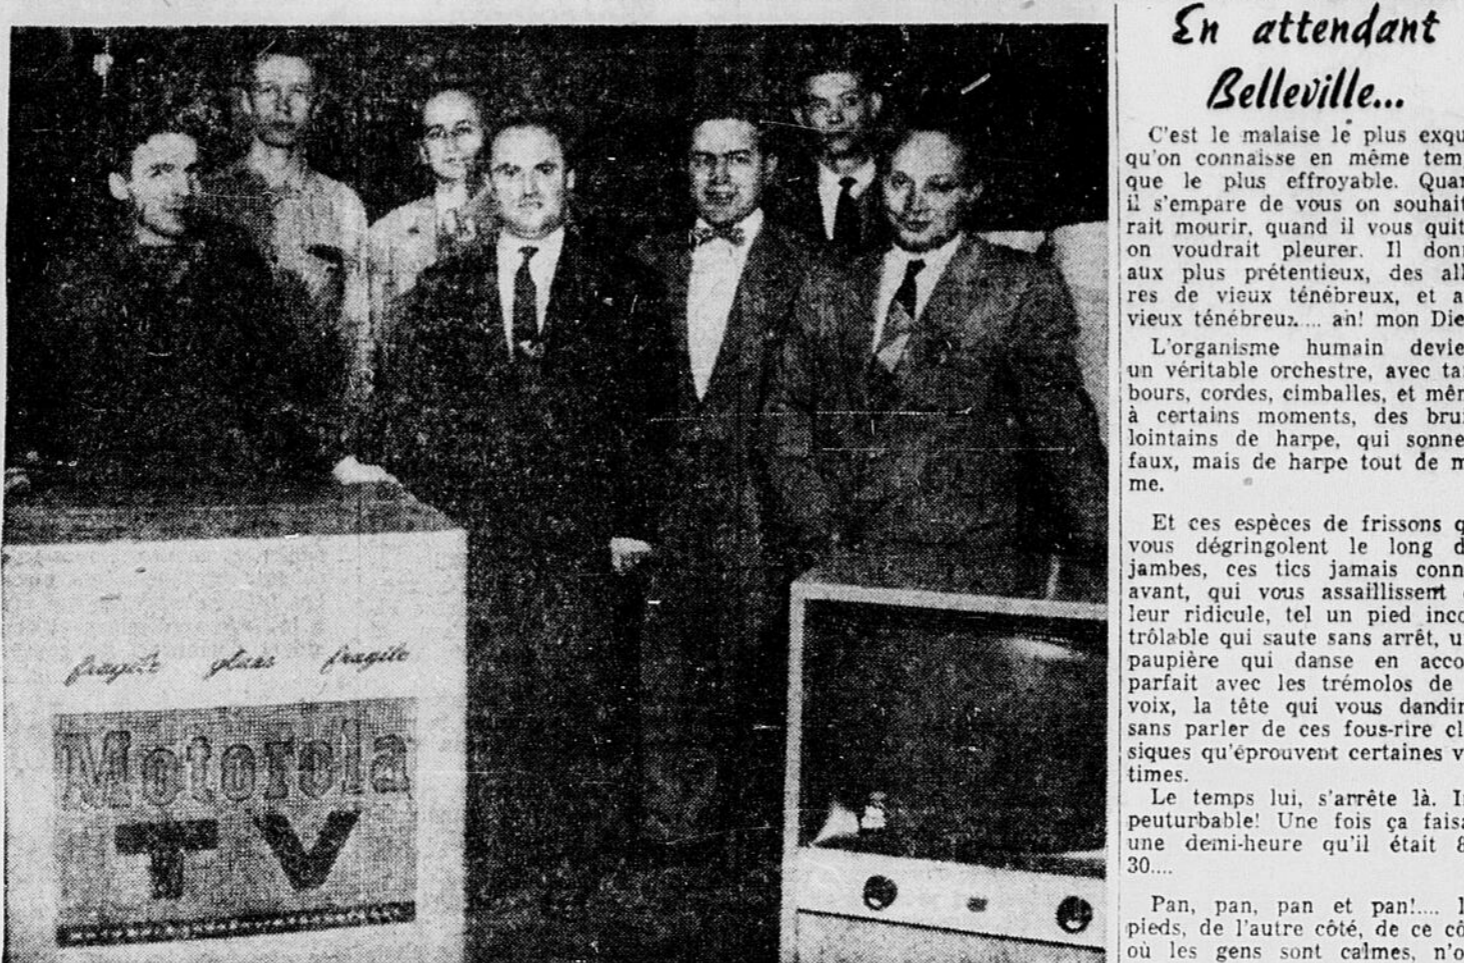 fragile glass fragile
Motorola
TV
En attendant
Belleville...
C'est le malaise le plus exqu
qu'on connaisse en même tem
que le plus effroyable. Quan
il s'empare de vous on souhait
rait mourir, quand il vous quit
on voudrait pleurer. Il donn
aux plus prétentieux, des all
res de vieux ténébreux, et a
vieux ténébreux.... ah! mon Die
L'organisme humain devie
un véritable orchestre, avec ta
bours, cordes, cimballes, et mêm
à certains moments, des brui
lointains de harpe, qui sonne
faux, mais de harpe tout de m
me.
Et ces espèces de frissons q
vous dégringolent le long d
jambes, ces tics jamais conn
avant, qui vous assaillissent
leur ridicule, tel un pied inco
trôlable qui saute sans arrêt, u
paupière qui danse en acco
parfait avec les trémolos de
voix, la tête qui vous dandin
sans parler de ces fous-rire cl
siques qu'éprouvent certaines v
times.
Le temps lui, s'arrête là. I
peuturbable! Une fois ça faisa
une demi-heure qu'il était 8
30....
Pan, pan, pan et pan!.... l
pieds, de l'autre côté, de ce cô
où les gens sont calmes, n'o